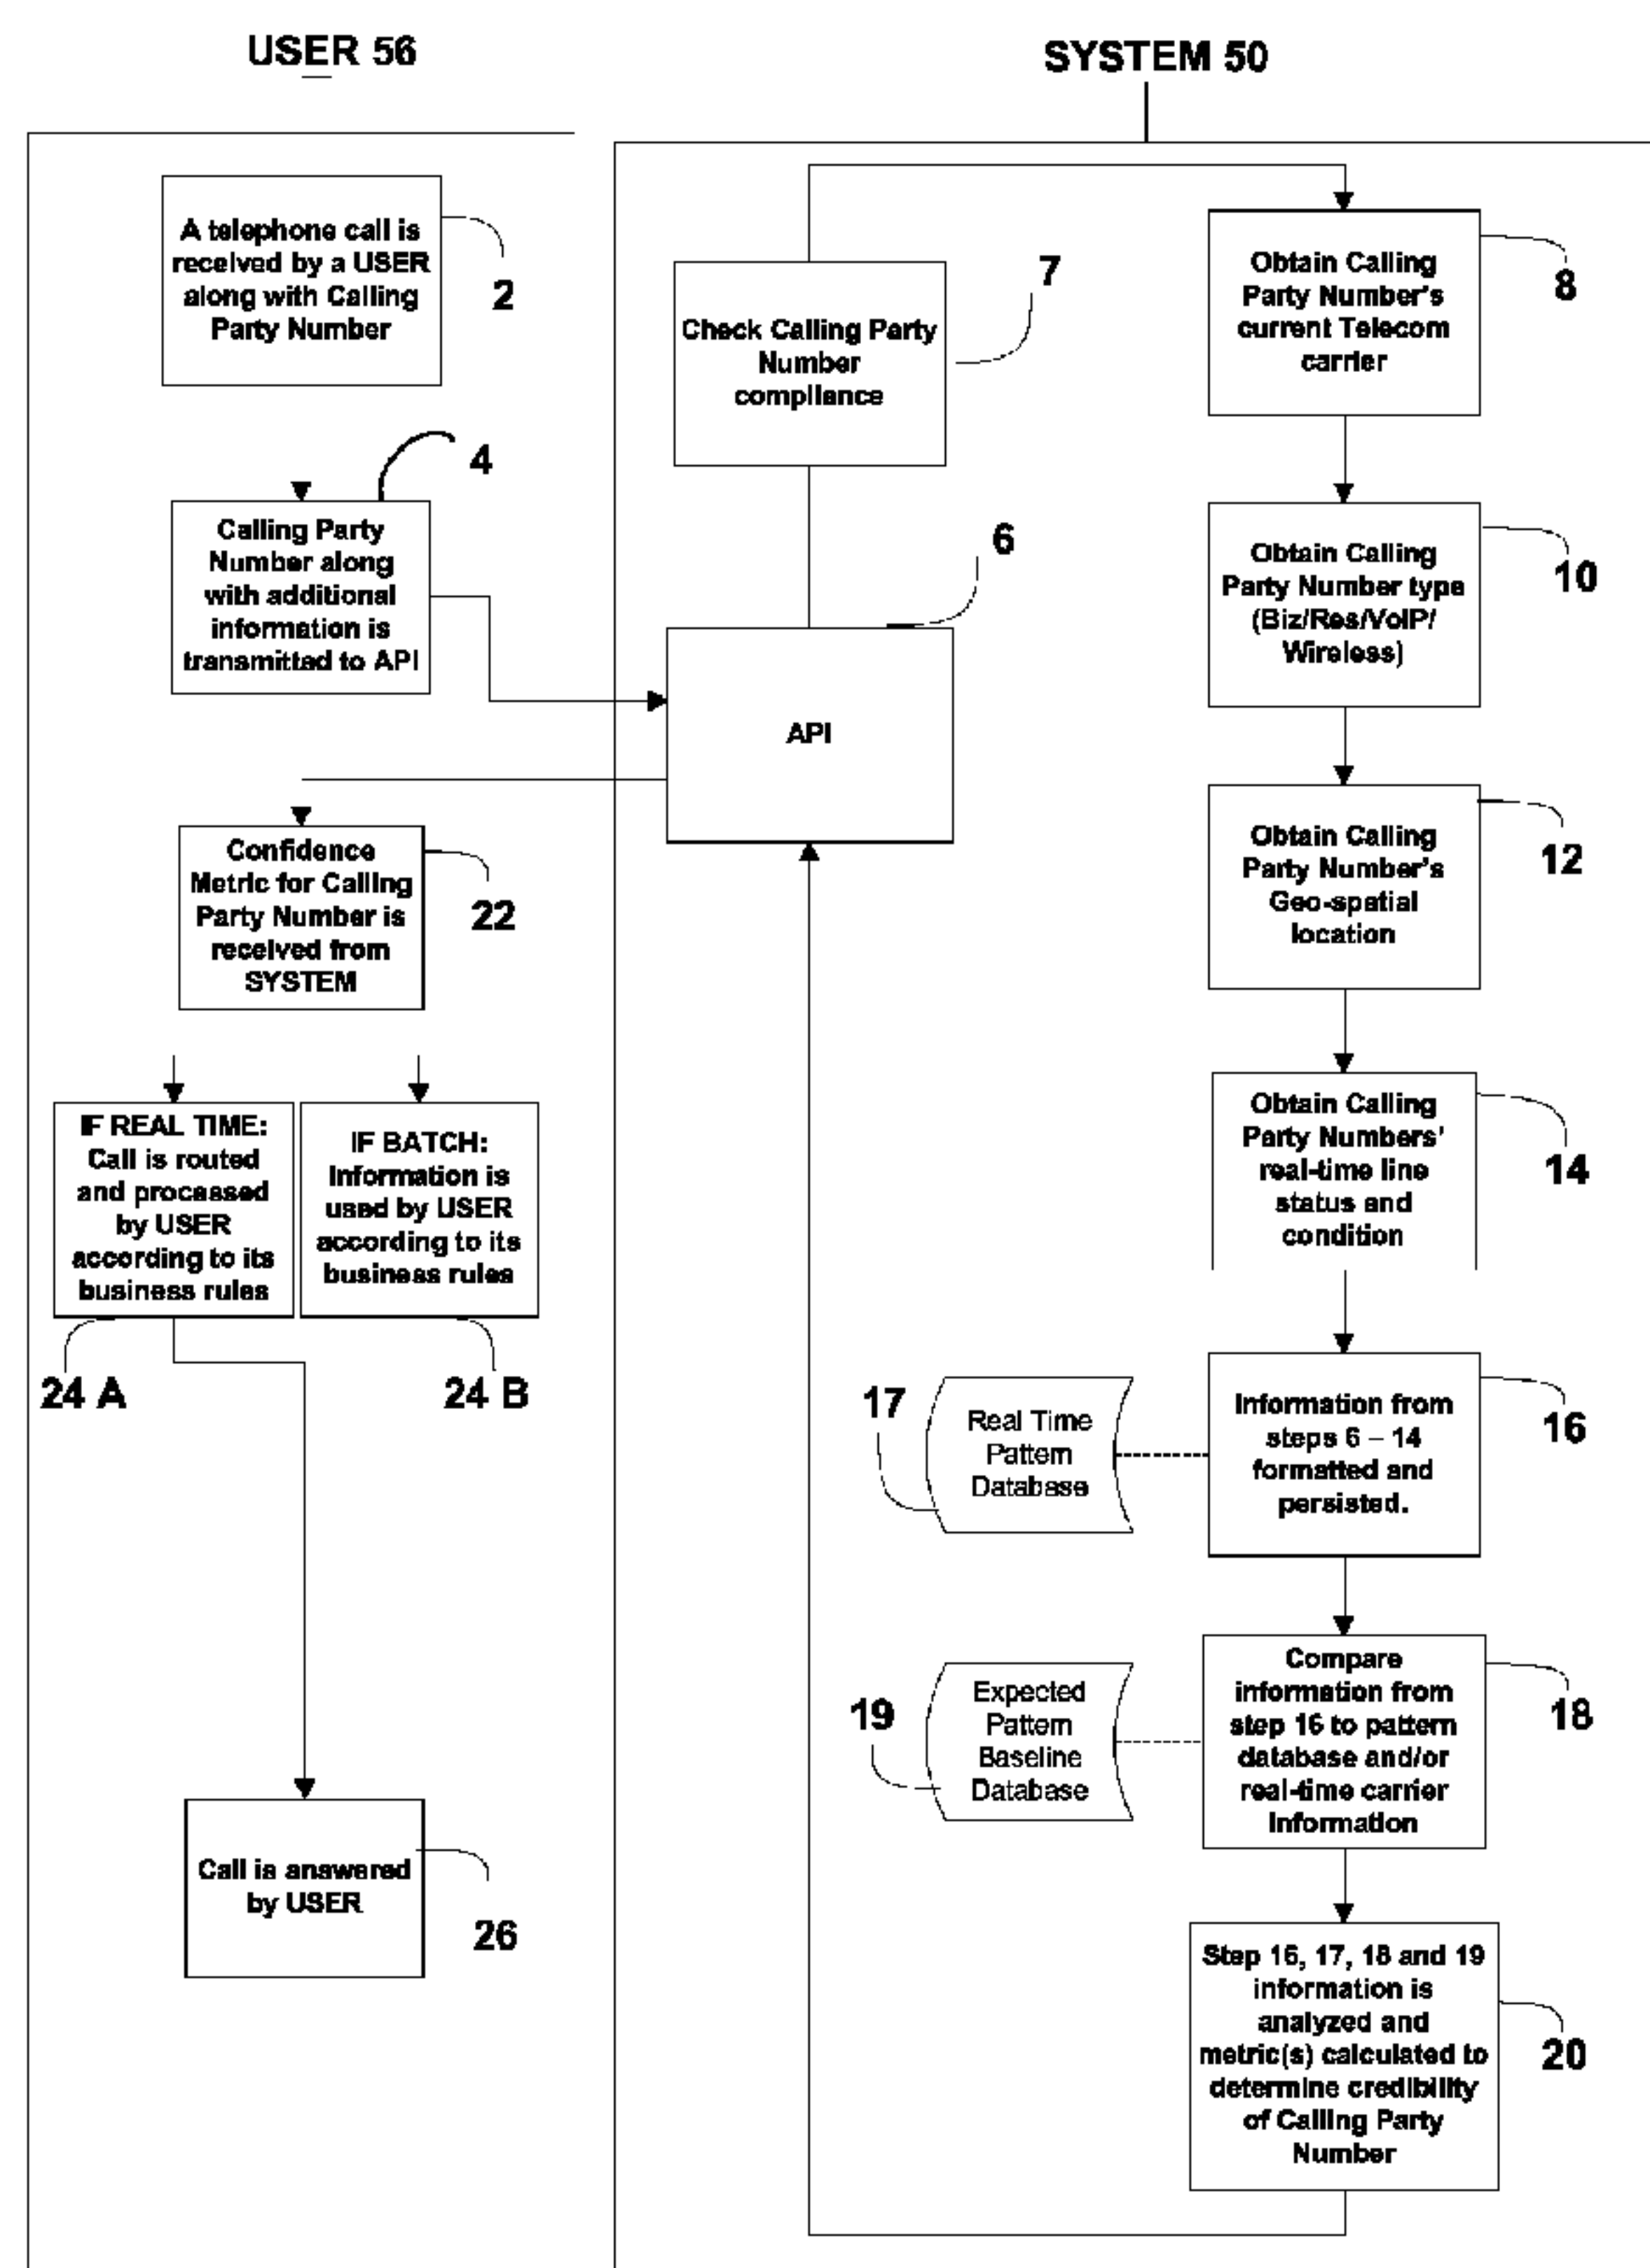 USER 56
SYSTEM 50
A telephone call is
received by a USER
along with Calling
Party Number
2
Calling Party
Number along
with additional
information is
transmitted to API
4
Confidence
Metric for Calling
Party Number is
received from
SYSTEM
22
IF REAL TIME:
Call is routed
and processed
by USER
according to its
business rules
24 A
IF BATCH:
Information is
used by USER
according to its
business rules
24 B
Call is answered
by USER
26
Check Calling Party
Number
compliance
7
API
6
Obtain Calling
Party Number's
current Telecom
carrier
8
Obtain Calling
Party Number type
(Biz/Res/VoIP/
Wireless)
10
Obtain Calling
Party Number's
Geo-spatial
location
12
Obtain Calling
Party Numbers'
real-time line
status and
condition
14
Information from
steps 6 – 14
formatted and
persisted.
16
Real Time
Pattern
Database
17
Compare
information from
step 16 to pattern
database and/or
real-time carrier
Information
18
Expected
Pattern
Baseline
Database
19
Step 16, 17, 18 and 19
information is
analyzed and
metric(s) calculated to
determine credibility
of Calling Party
Number
20